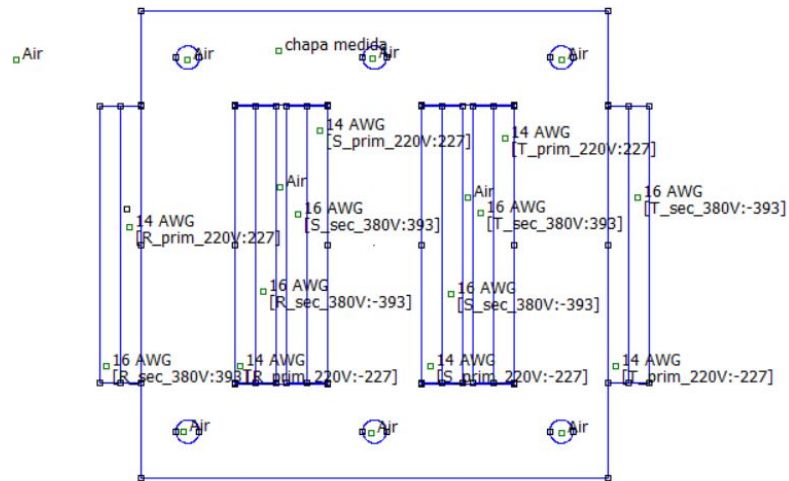 Air
Air
chapa medida
Air
Air
14 AWG
[S_prim_220V:227]
14 AWG
[T_prim_220V:227]
Air
Air
16 AWG
[T_sec_380V:-393]
14 AWG
[R_prim_220V:227]
16 AWG
[S_sec_380V:393]
16 AWG
[T_sec_380V:393]
16 AWG
[R_sec_380V:-393]
16 AWG
[S_sec_380V:-393]
16 AWG
[R_sec_380V:393]
14 AWG
[R_prim_220V:-227]
14 AWG
[S_prim_220V:-227]
14 AWG
[T_prim_220V:-227]
Air
Air
Air